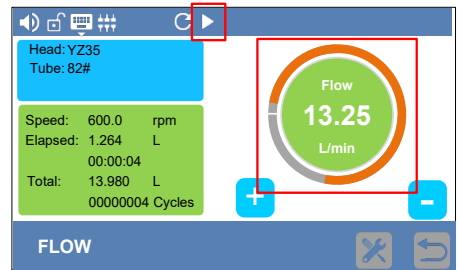 Head: YZ35
Tube: 82#
Speed: 600.0 rpm
Elapsed: 1.264 L
00:00:04
Total: 13.980 L
00000004 Cycles
Flow
13.25
L/min
+
-
FLOW